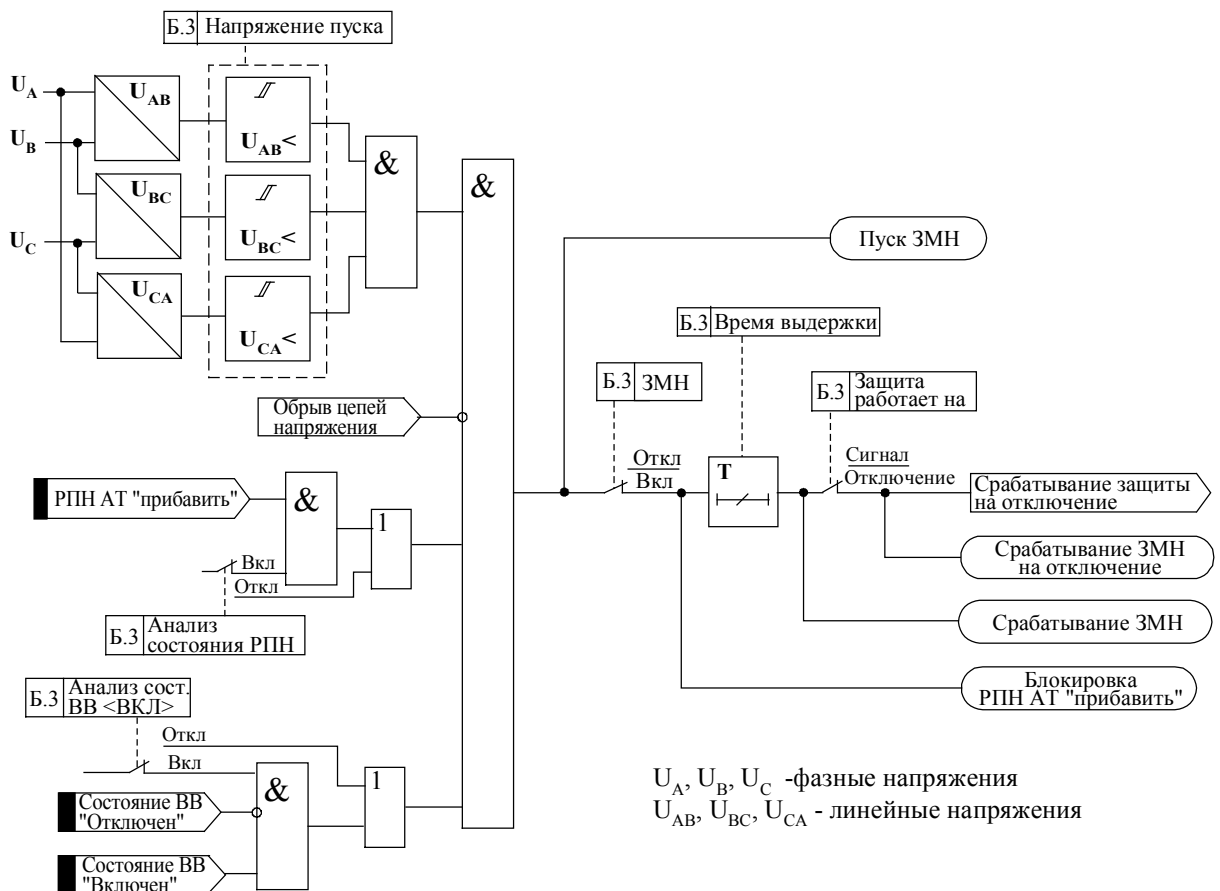 Б.3 Напряжение пуска
U_A
U_B
U_C
U_AB
U_BC
U_CA
U_AB<
U_BC<
U_CA<
&
&
Пуск ЗМН
Б.3 Время выдержки
Б.3 ЗМН
Б.3 Защита
работает на
Обрыв цепей
напряжения
Откл
Вкл
T
Сигнал
Отключение
Срабатывание защиты
на отключение
РПН АТ "прибавить"
&
1
Вкл
Откл
Срабатывание ЗМН
на отключение
Б.3 Анализ
состояния РПН
Срабатывание ЗМН
Блокировка
РПН АТ "прибавить"
Б.3 Анализ сост.
ВВ <ВКЛ>
Откл
Вкл
&
1
Состояние ВВ
"Отключен"
Состояние ВВ
"Включен"
U_A, U_B, U_C -фазные напряжения
U_AB, U_BC, U_CA - линейные напряжения